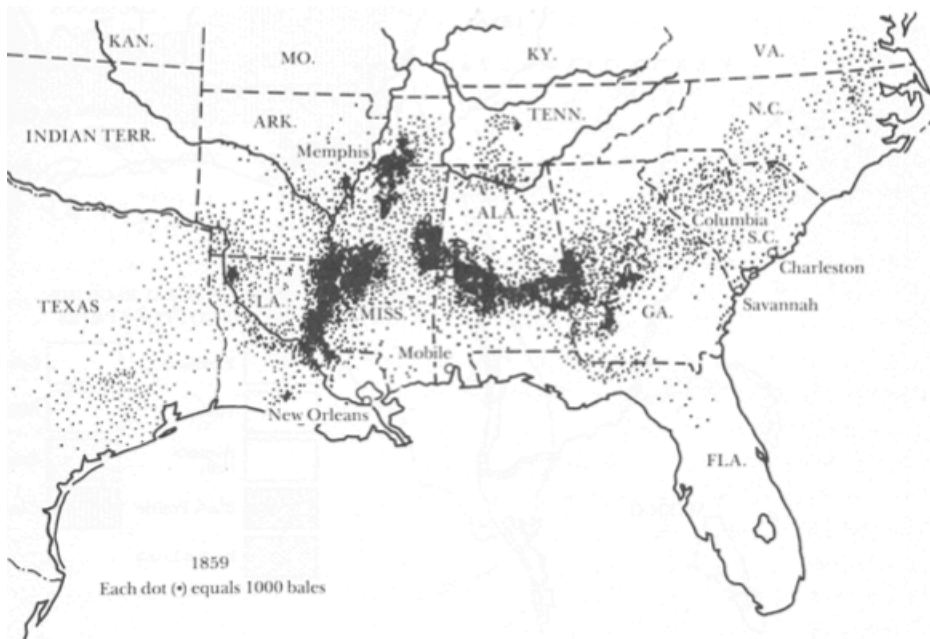 KAN.
MO.
KY.
VA.
INDIAN TERR.
ARK.
TENN.
N.C.
Memphis
ALA.
Columbia
S.C.
Charleston
TEXAS
LA.
MISS.
GA.
Savannah
Mobile
New Orleans
FLA.
1859
Each dot (•) equals 1000 bales